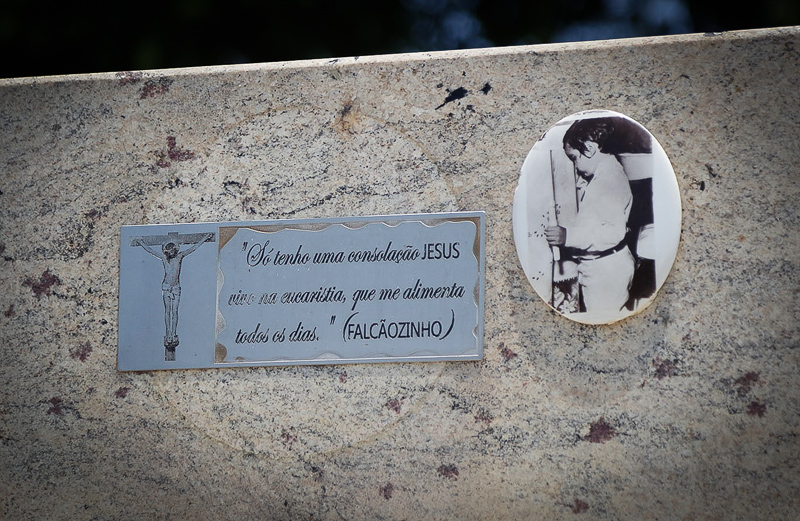 "Só tenho uma consolação JESUS
vivo na eucaristia, que me alimenta
todos os dias. " (FALCÃOZINHO)